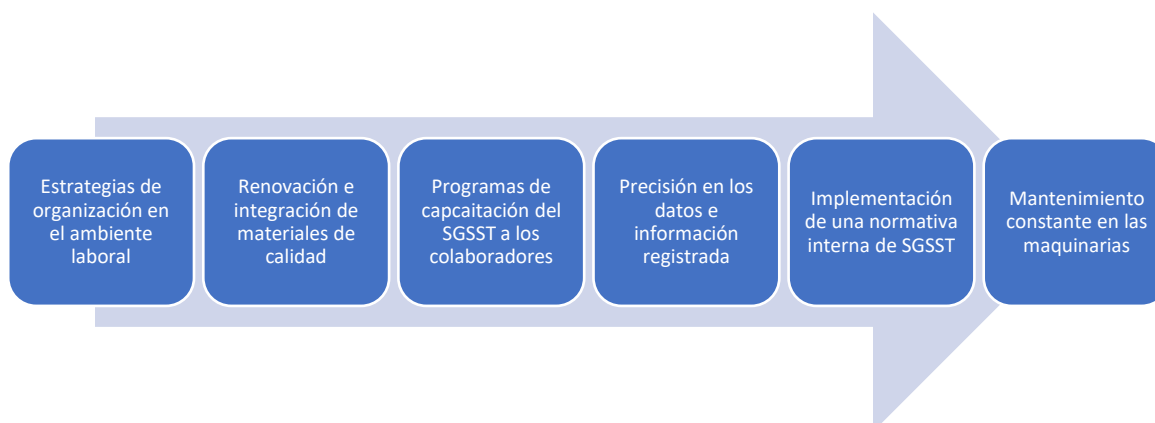 Estrategias de
organización en
el ambiente
laboral
Renovación e
integración de
materiales de
calidad
Programas de
capcaitación del
SGSST a los
colaboradores
Precisión en los
datos e
información
registrada
Implementación
de una normativa
interna de SGSST
Mantenimiento
constante en las
maquinarias